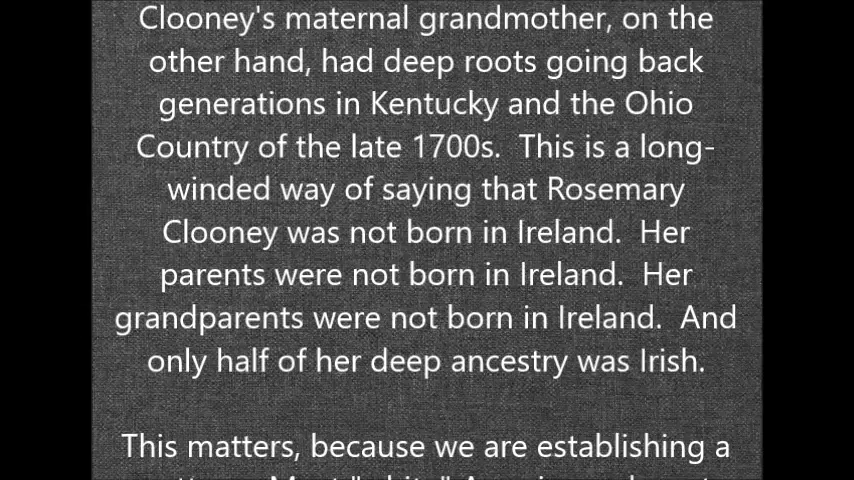 Clooney's maternal grandmother, on the
other hand, had deep roots going back
generations in Kentucky and the Ohio
Country of the late 1700s.  This is a long-
winded way of saying that Rosemary
Clooney was not born in Ireland.  Her
parents were not born in Ireland.  Her
grandparents were not born in Ireland.  And
only half of her deep ancestry was Irish.
This matters, because we are establishing a